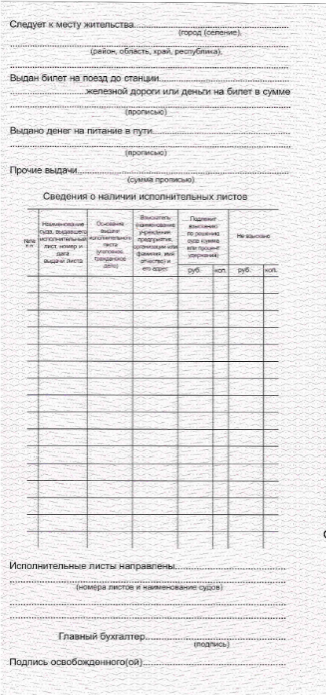 Следует к месту жительства
(город (селение),
(район, область, край, республика),
Выдан билет на поезд до станции
железной дороги или деньги на билет в сумме
(прописью)
Выдано денег на питание в пути
(прописью)
Прочие выдачи
(сумма прописью)
Сведения о наличии исполнительных листов
№№ п.п
Наименование суда, выдавшего исполнительный лист, номер и дата выдачи листа
Основание выдачи исполнительного листа (уголовное, гражданское дело)
Взыскатель (наименование учреждения предприятия, организации или фамилия, имя отчество) и его адрес
Подлежит взысканию по решению суда (сумма или процент удержания)
Не взыскано
руб. коп. руб. коп.
Исполнительные листы направлены
(номера листов и наименование судов)
Главный бухгалтер
(подпись)
Подпись освобожденного(ой)